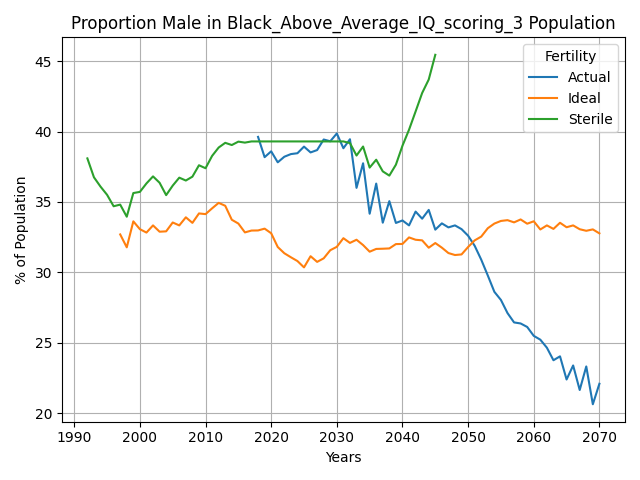 Proportion Male in Black_Above_Average_IQ_scoring_3 Population
Fertility
Actual
Ideal
Sterile
% of Population
45
40
35
30
25
20
1990 2000 2010 2020 2030 2040 2050 2060 2070
Years